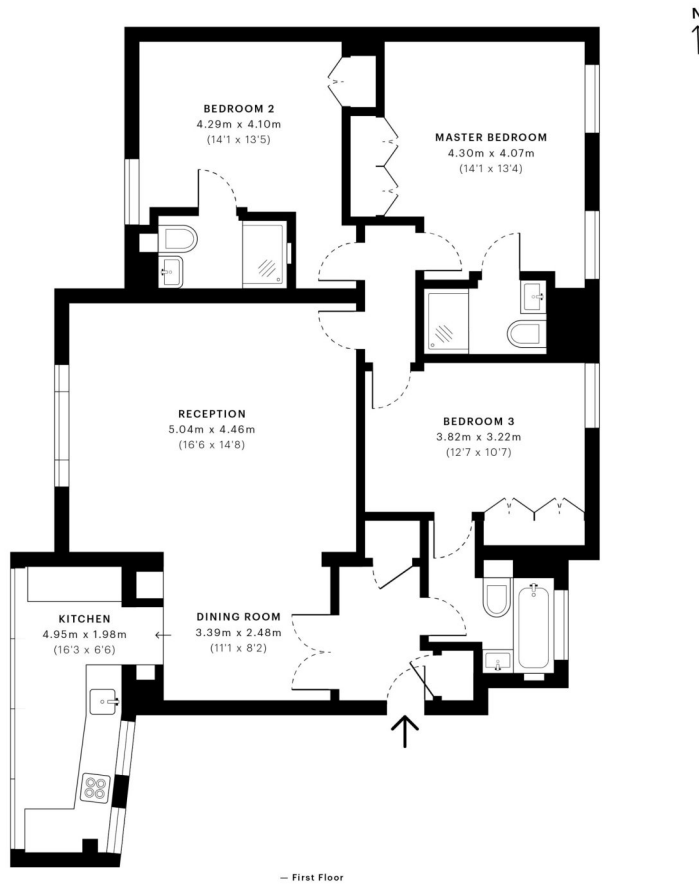 N
BEDROOM 2
4.29m x 4.10m
(14'1 x 13'5)
MASTER BEDROOM
4.30m x 4.07m
(14'1 x 13'4)
RECEPTION
5.04m x 4.46m
(16'6 x 14'8)
BEDROOM 3
3.82m x 3.22m
(12'7 x 10'7)
KITCHEN
4.95m x 1.98m
(16'3 x 6'6)
DINING ROOM
3.39m x 2.48m
(11'1 x 8'2)
— First Floor